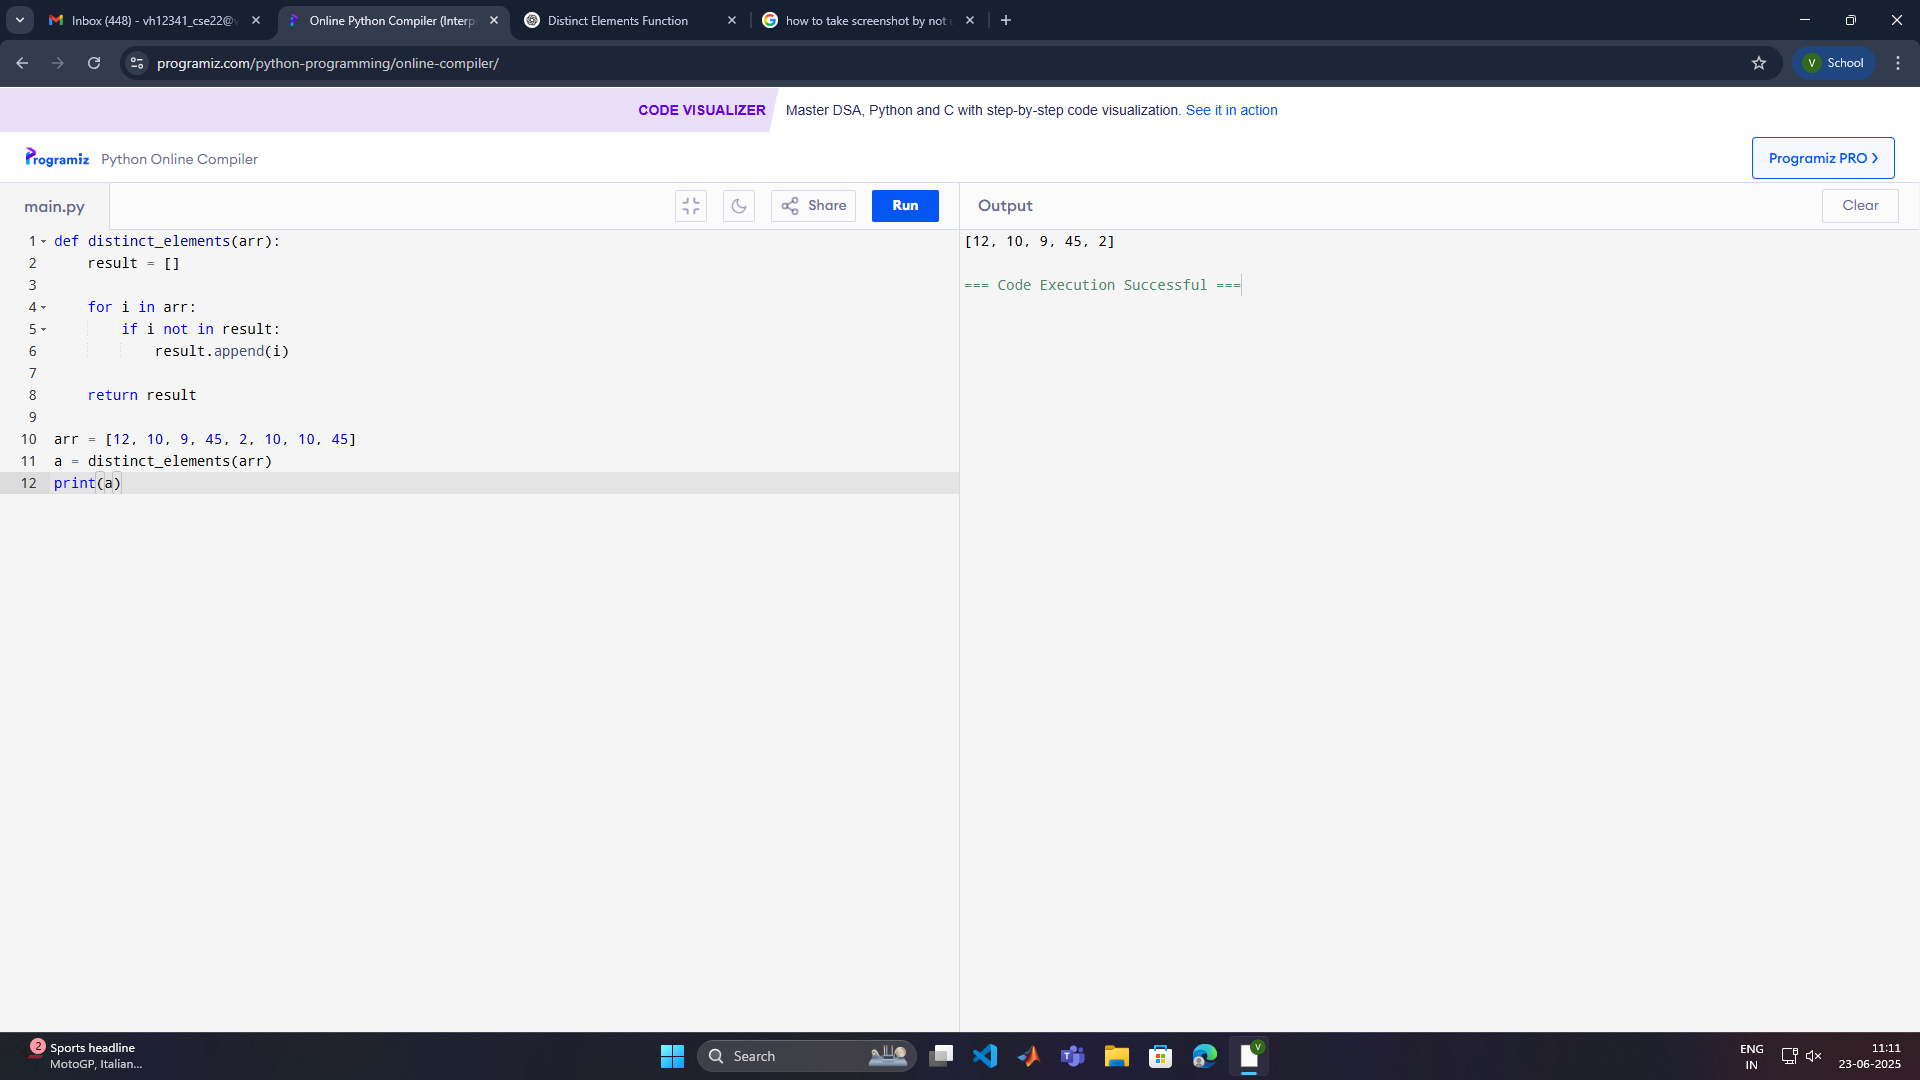 Inbox (448) - vh12341_cse22@
Online Python Compiler (Interp
Distinct Elements Function
how to take screenshot by not
programiz.com/python-programming/online-compiler/
V School
CODE VISUALIZER Master DSA, Python and C with step-by-step code visualization. See it in action
Programiz Python Online Compiler
Programiz PRO >
main.py
Share
Run
Output
Clear
1 def distinct_elements(arr):
2     result = []
3
4     for i in arr:
5         if i not in result:
6             result.append(i)
7
8     return result
9
10 arr = [12, 10, 9, 45, 2, 10, 10, 45]
11 a = distinct_elements(arr)
12 print(a)
[12, 10, 9, 45, 2]
=== Code Execution Successful ===
2
Sports headline
MotoGP, Italian...
Search
V
ENG
IN
11:11
23-06-2025